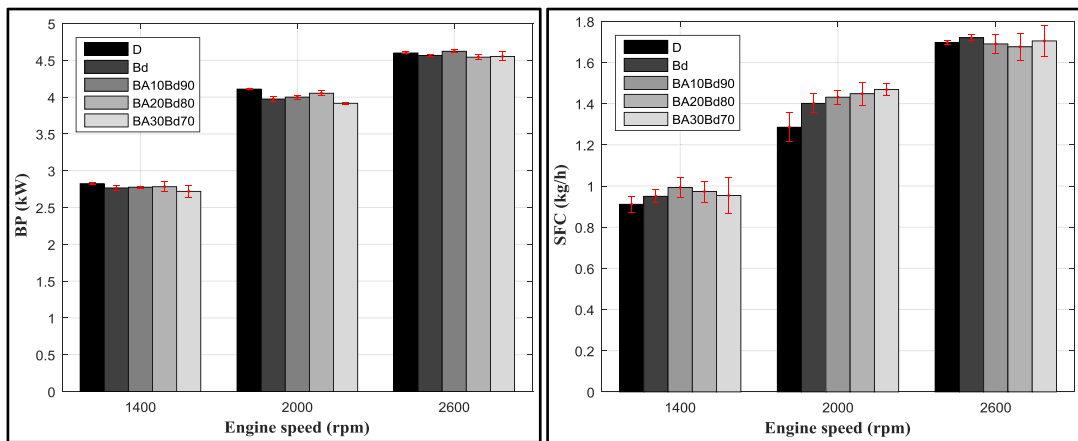 5
4.5
4
3.5
3
2.5
2
1.5
1
0.5
0
BP (kW)
D
Bd
BA10Bd90
BA20Bd80
BA30Bd70
1400
2000
2600
Engine speed (rpm)
1.8
1.6
1.4
1.2
1
0.8
0.6
0.4
0.2
0
SFC (kg/h)
D
Bd
BA10Bd90
BA20Bd80
BA30Bd70
1400
2000
2600
Engine speed (rpm)